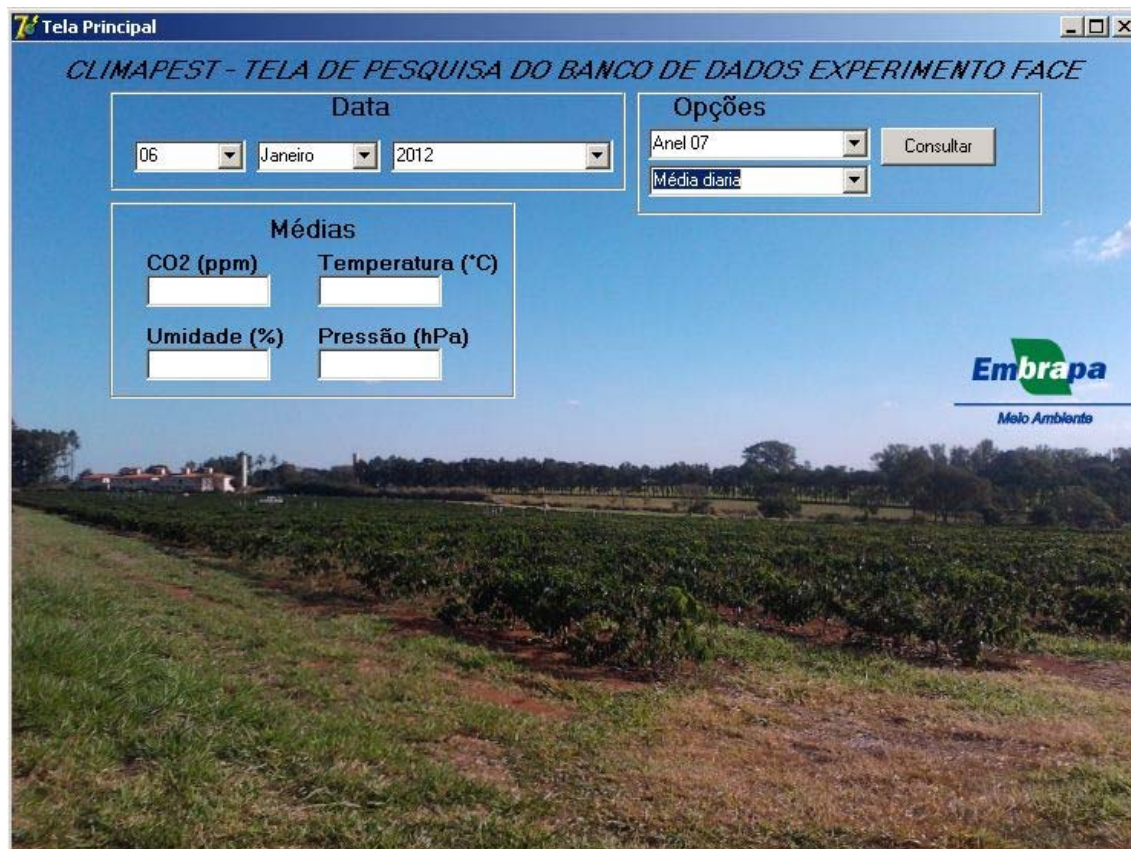 Tela Principal
CLIMAPEST - TELA DE PESQUISA DO BANCO DE DADOS EXPERIMENTO FACE
Data
06 Janeiro 2012
Opções
Anel 07
Consultar
Média diaria
Médias
CO2 (ppm) Temperatura (°C)
Umidade (%) Pressão (hPa)
Embrapa
Meio Ambiente